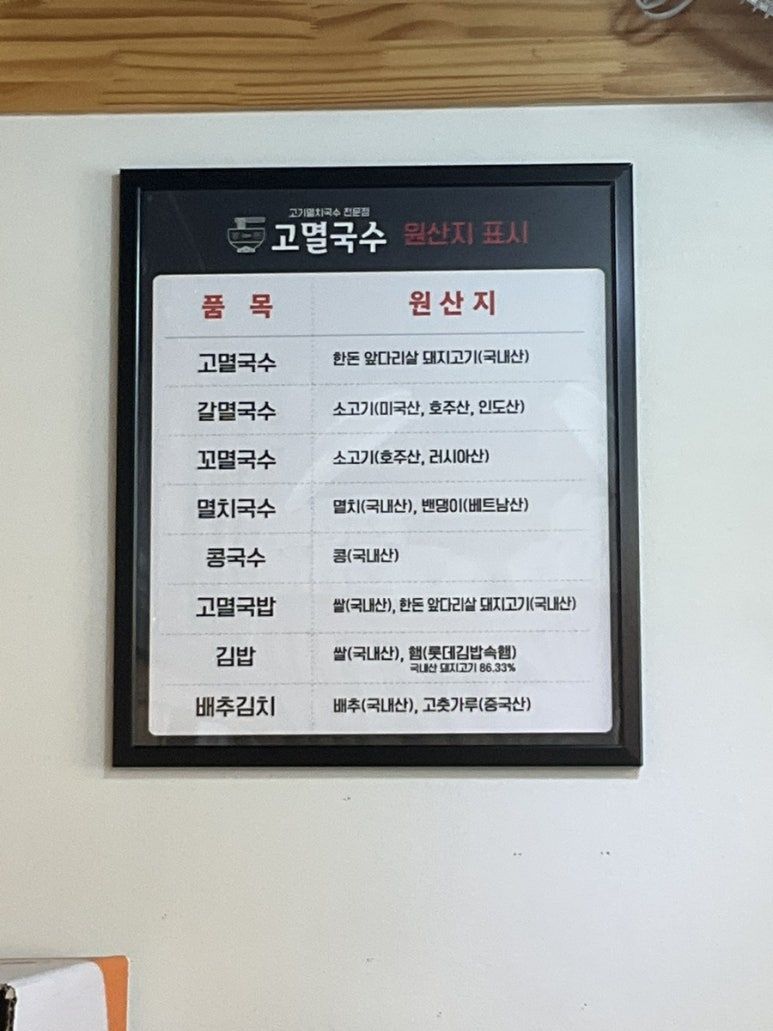 고기멸치국수 전문점
고멸국수 원산지 표시
품 목 원산지
고멸국수 한돈 앞다리살 돼지고기(국내산)
갈멸국수 소고기(미국산, 호주산, 인도산)
꼬멸국수 소고기(호주산, 러시아산)
멸치국수 멸치(국내산), 밴댕이(베트남산)
콩국수 콩(국내산)
고멸국밥 쌀(국내산), 한돈 앞다리살 돼지고기(국내산)
김밥 쌀(국내산), 햄(롯데김밥속햄)
국내산 돼지고기 86.33%
배추김치 배추(국내산), 고춧가루(중국산)